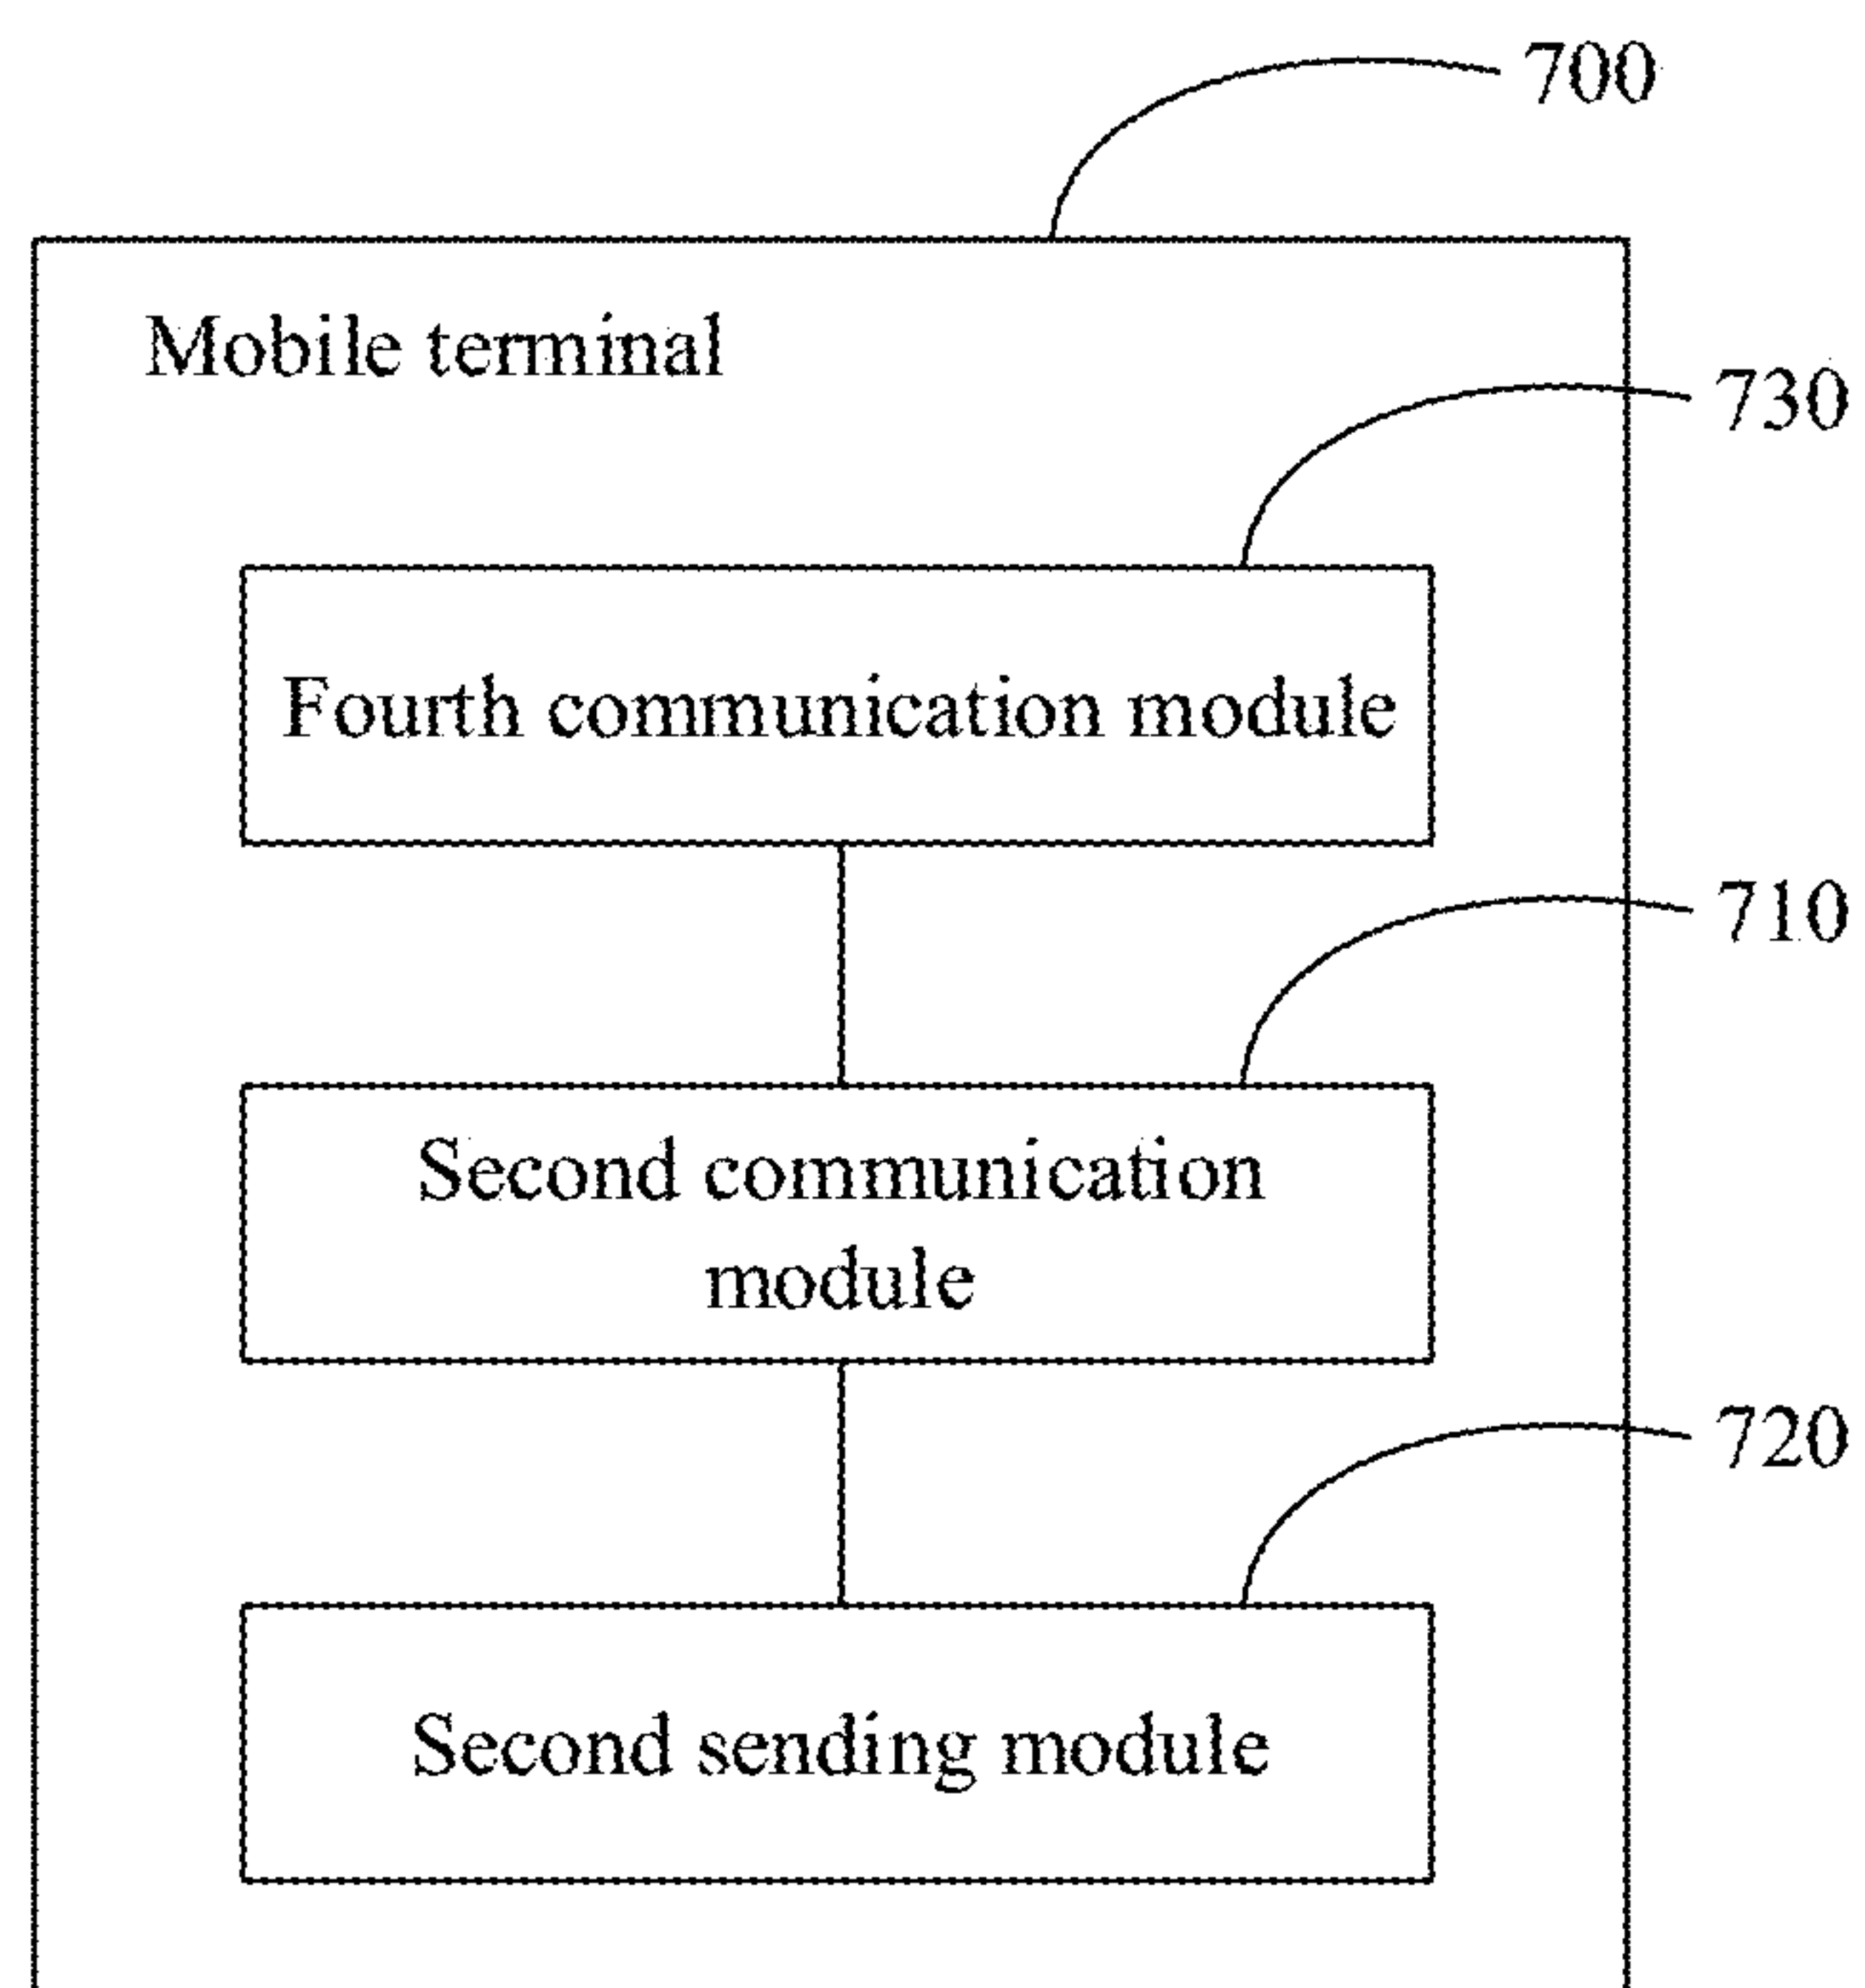 700
Mobile terminal
730
Fourth communication module
710
Second communication
module
720
Second sending module